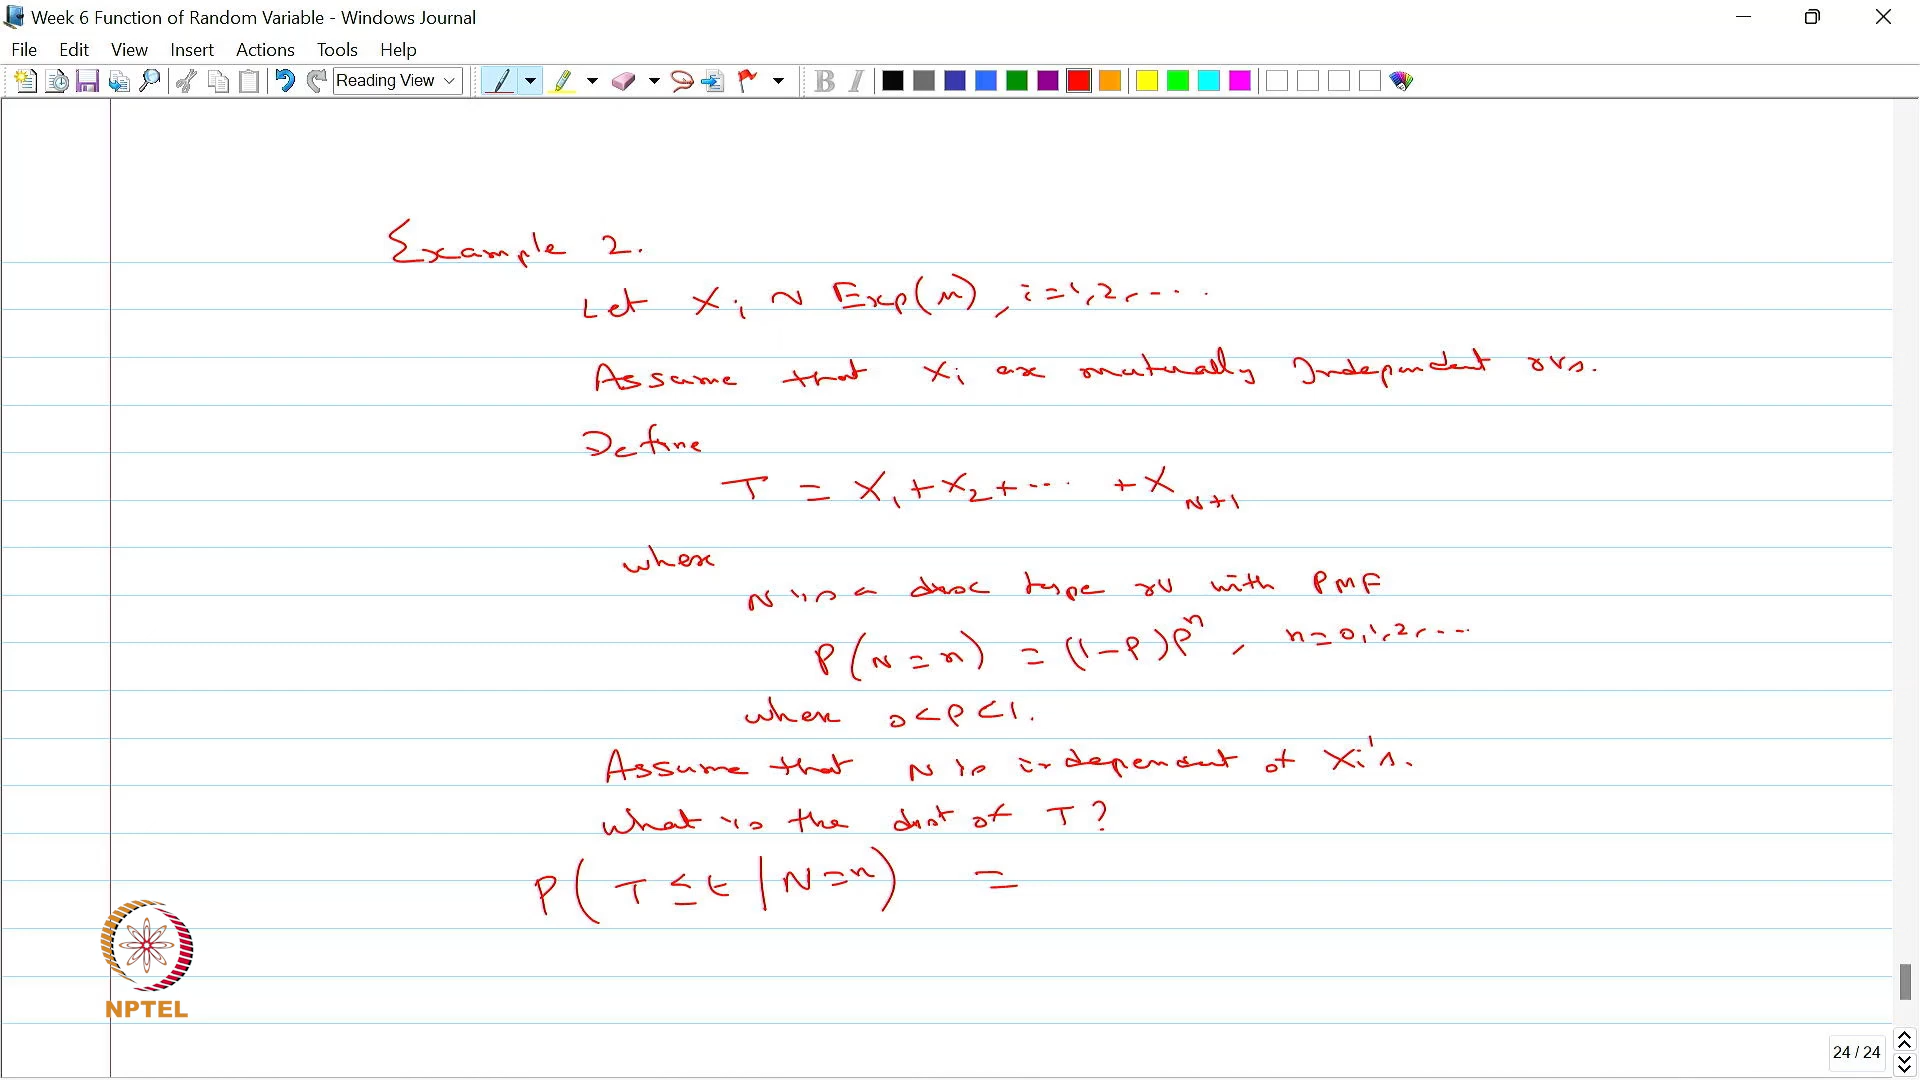 Week 6 Function of Random Variable - Windows Journal
File Edit View Insert Actions Tools Help
Reading View
B I
Example 2.
Let Xi ~ Exp(μ), i=1,2,...
Assume that Xi are mutually Independent rvs.
Define
T = X₁+X₂+... +X_{N+1}
where
N is a disc type rv with PMF
P(N=n) = (1-p)pⁿ, n=0,1,2,...
where 0<p<1.
Assume that N is independent of Xi's.
What is the dist of T?
P(T≤t|N=n) =
NPTEL
24 / 24